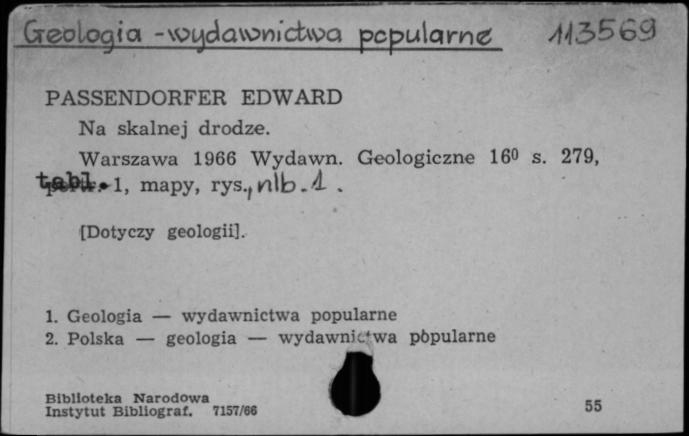 Geologia - wydawnictwa popularne 113569
PASSENDORFER EDWARD
Na skalnej drodze.
Warszawa 1966 Wydawn. Geologiczne 16⁰ s. 279,
tabl. 1, mapy, rys., nlb. 1 .
[Dotyczy geologii].
1. Geologia — wydawnictwa popularne
2. Polska — geologia — wydawnictwa popularne
Biblioteka Narodowa
Instytut Bibliograf. 7157/66 55